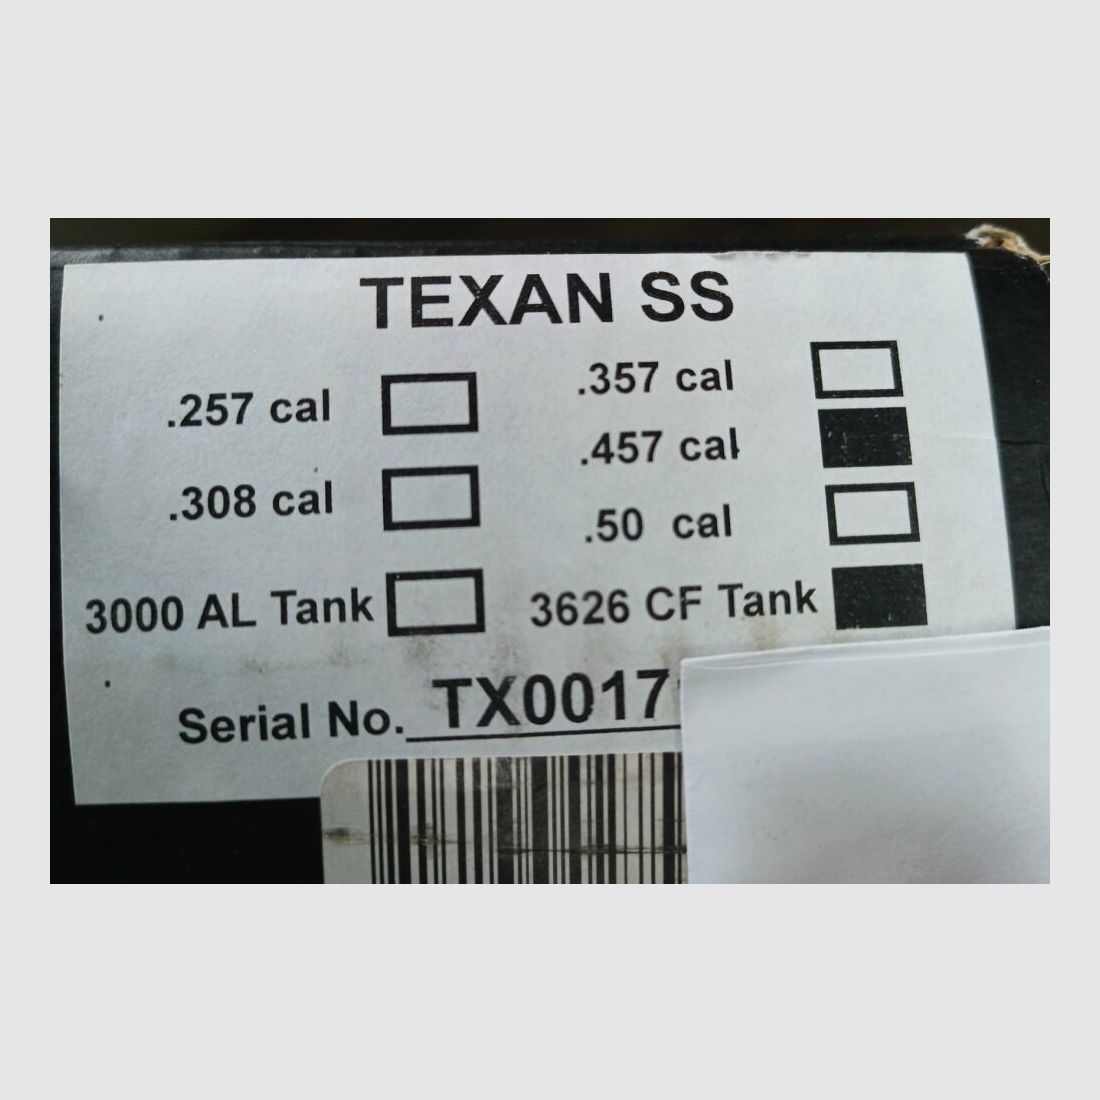 TEXAN SS
.257 cal
.357 cal
.457 cal
.308 cal
.50 cal
3000 AL Tank
3626 CF Tank
Serial No. TX0017